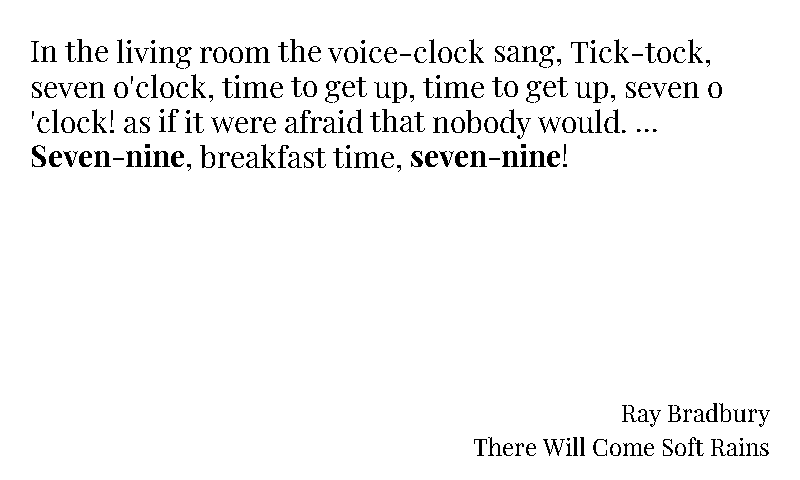 In the living room the voice-clock sang, Tick-tock,
seven o'clock, time to get up, time to get up, seven o
'clock! as if it were afraid that nobody would. ...
Seven-nine, breakfast time, seven-nine!
Ray Bradbury
There Will Come Soft Rains